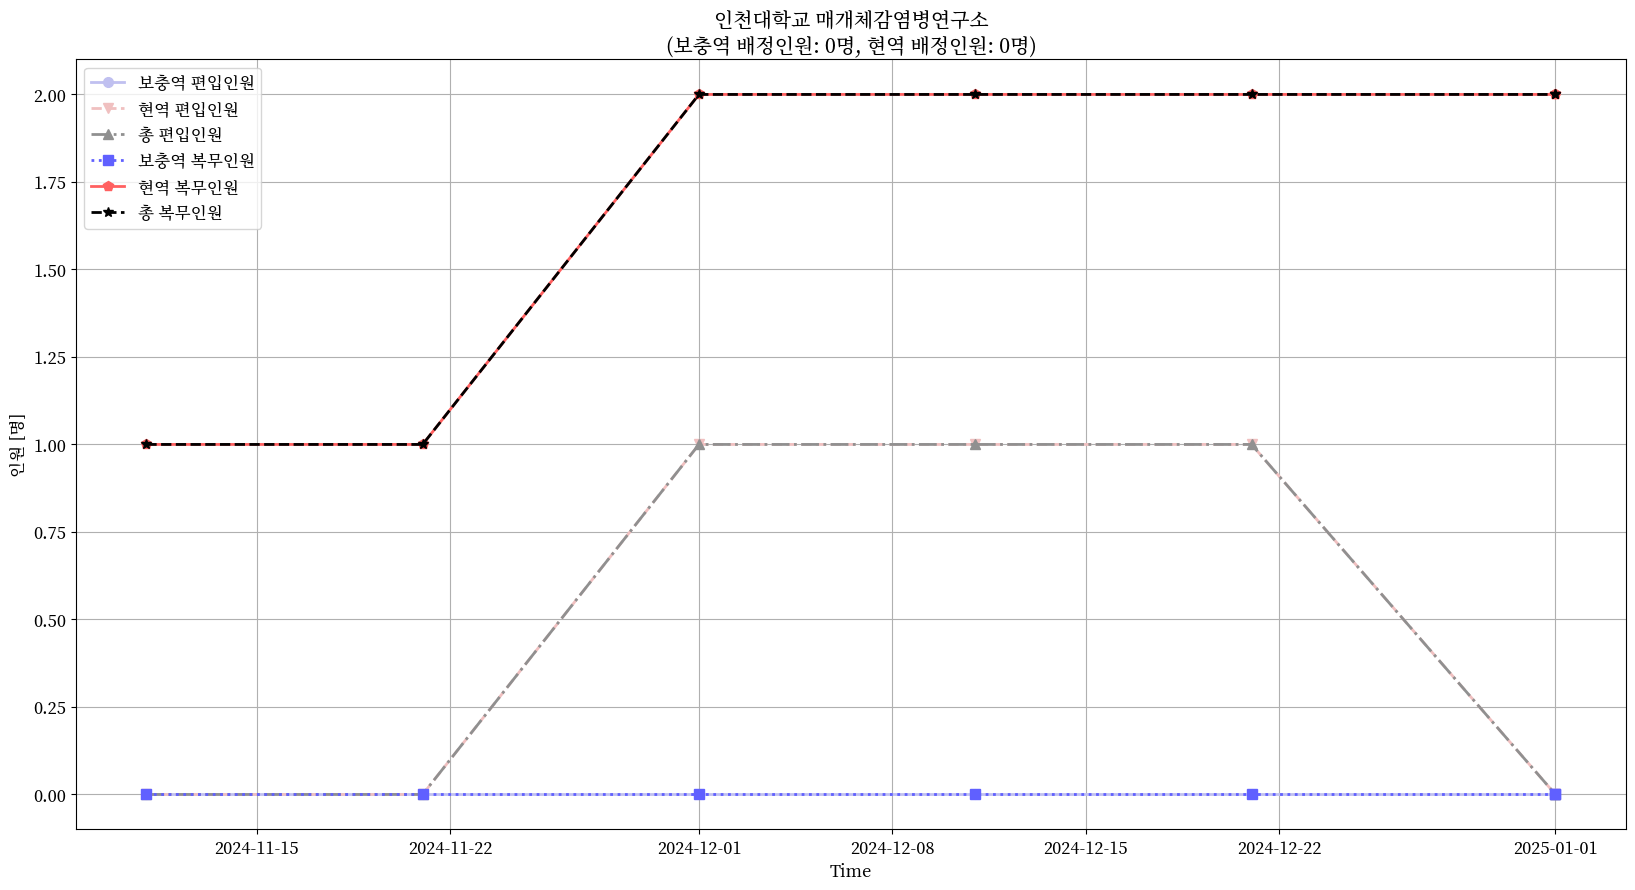 인천대학교 매개체감염병연구소
(보충역 배정인원: 0명, 현역 배정인원: 0명)
보충역 편입인원
현역 편입인원
총 편입인원
보충역 복무인원
현역 복무인원
총 복무인원
인원 [명]
2.00
1.75
1.50
1.25
1.00
0.75
0.50
0.25
0.00
2024-11-15
2024-11-22
2024-12-01
2024-12-08
2024-12-15
2024-12-22
2025-01-01
Time